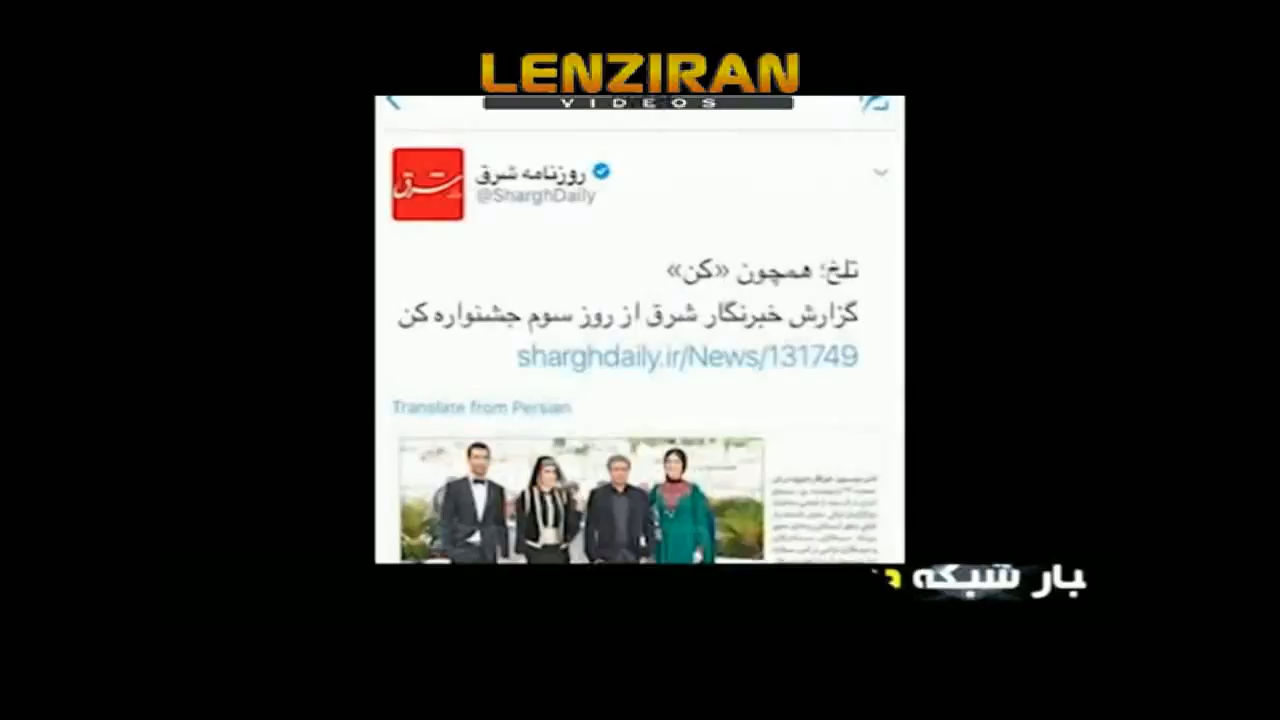 LENZIRAN
VIDEOS
شرق
روزنامه شرق
@SharghDaily
تلخ؛ همچون «کن»
گزارش خبرنگار شرق از روز سوم جشنواره کن
sharghdaily.ir/News/131749
Translate from Persian
بار شبکه